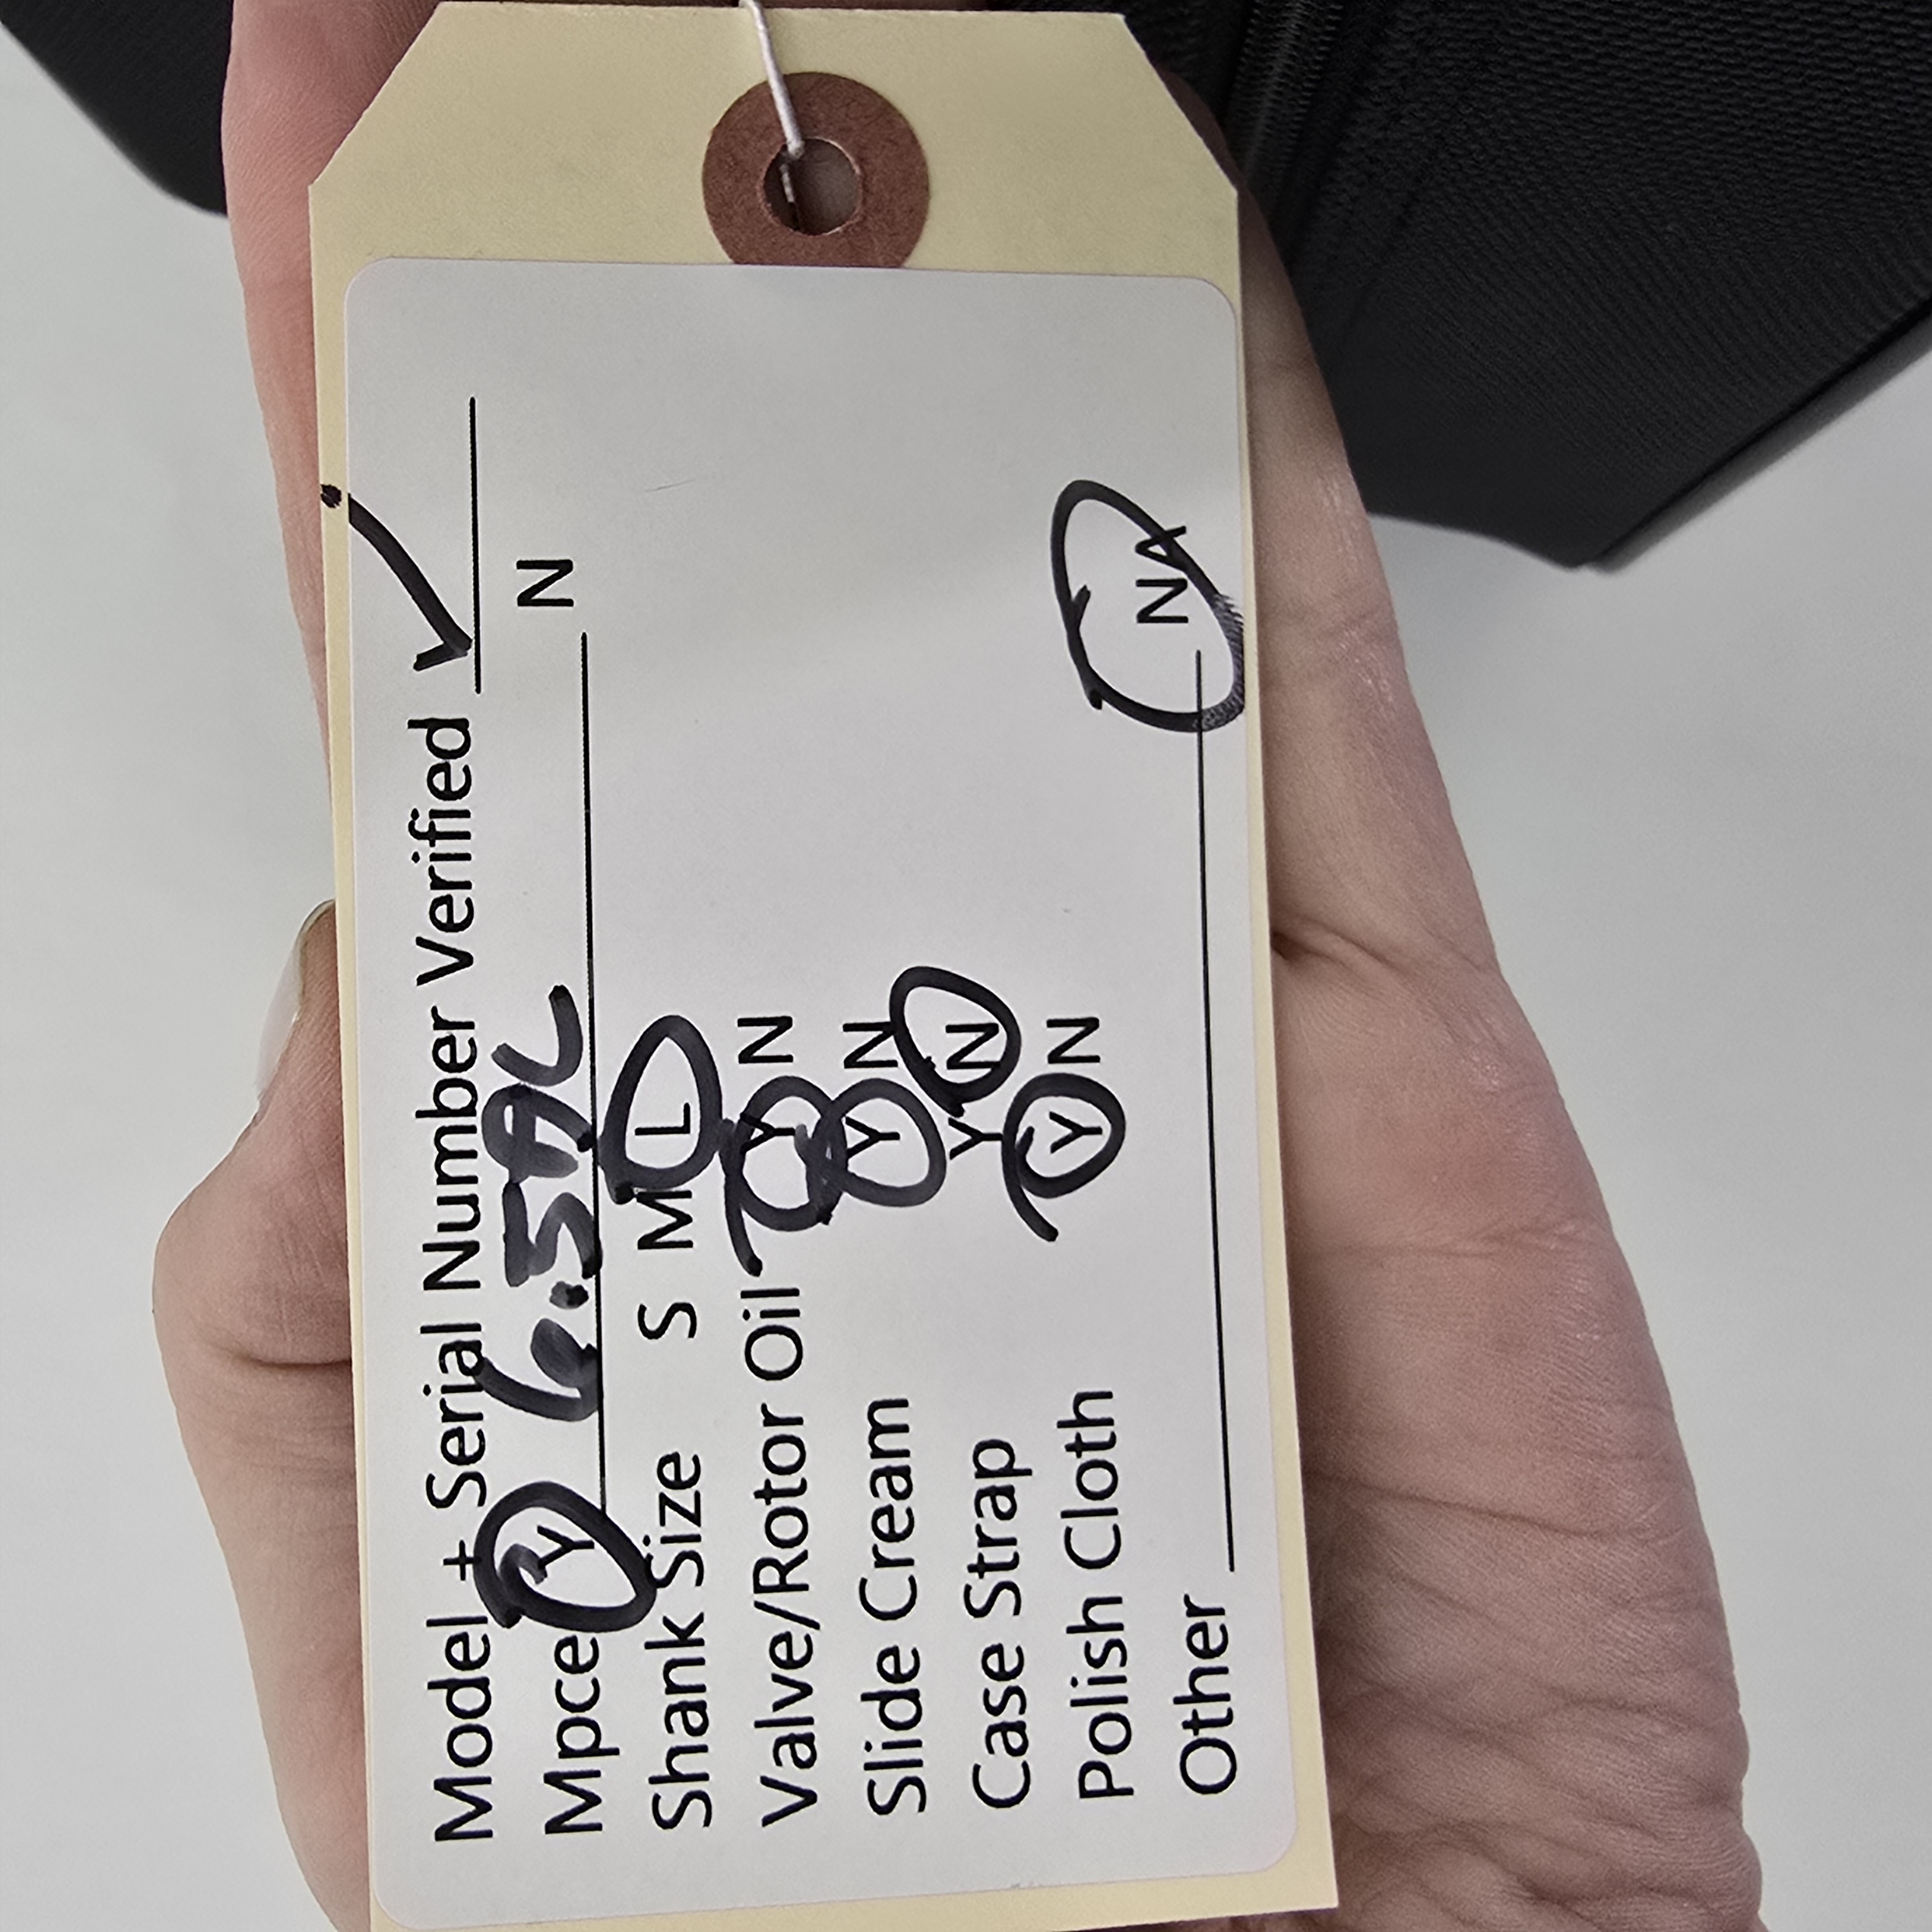 Model + Serial Number Verified ✓
Mpce Y 6.5AL N
Shank Size S M L
Valve/Rotor Oil Y N
Slide Cream Y N
Case Strap Y N
Polish Cloth Y N
Other NA